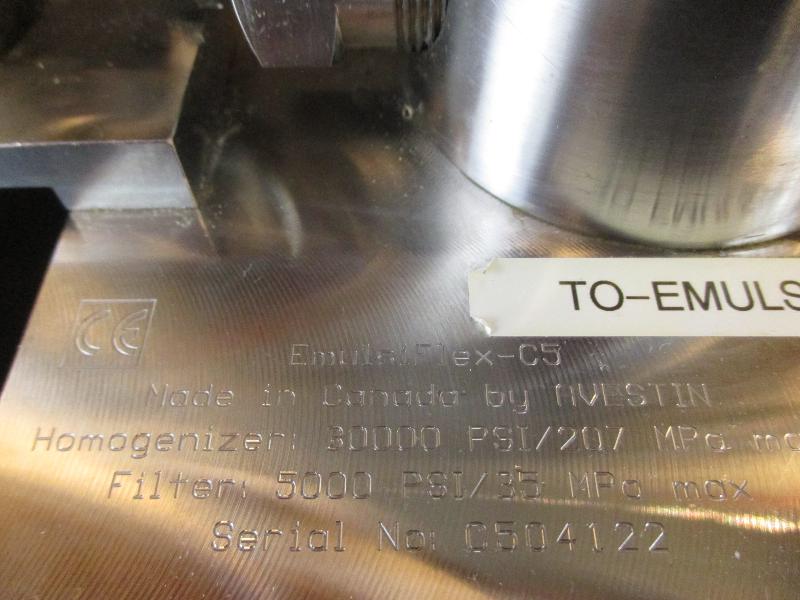 TO-EMULS
CE
EmulsiFlex-C5
Made in Canada by AVESTIN
Homogenizer: 30000 PSI/207 MPa ma
Filter: 5000 PSI/35 MPa max
Serial No: C504122